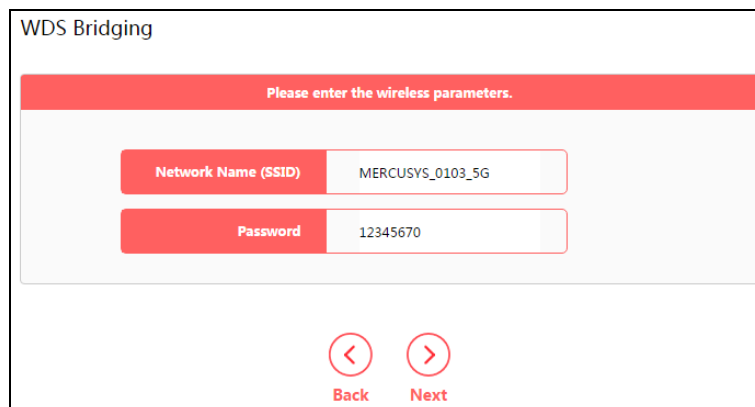 WDS Bridging
Please enter the wireless parameters.
Network Name (SSID) MERCUSYS_0103_5G
Password 12345670
Back Next